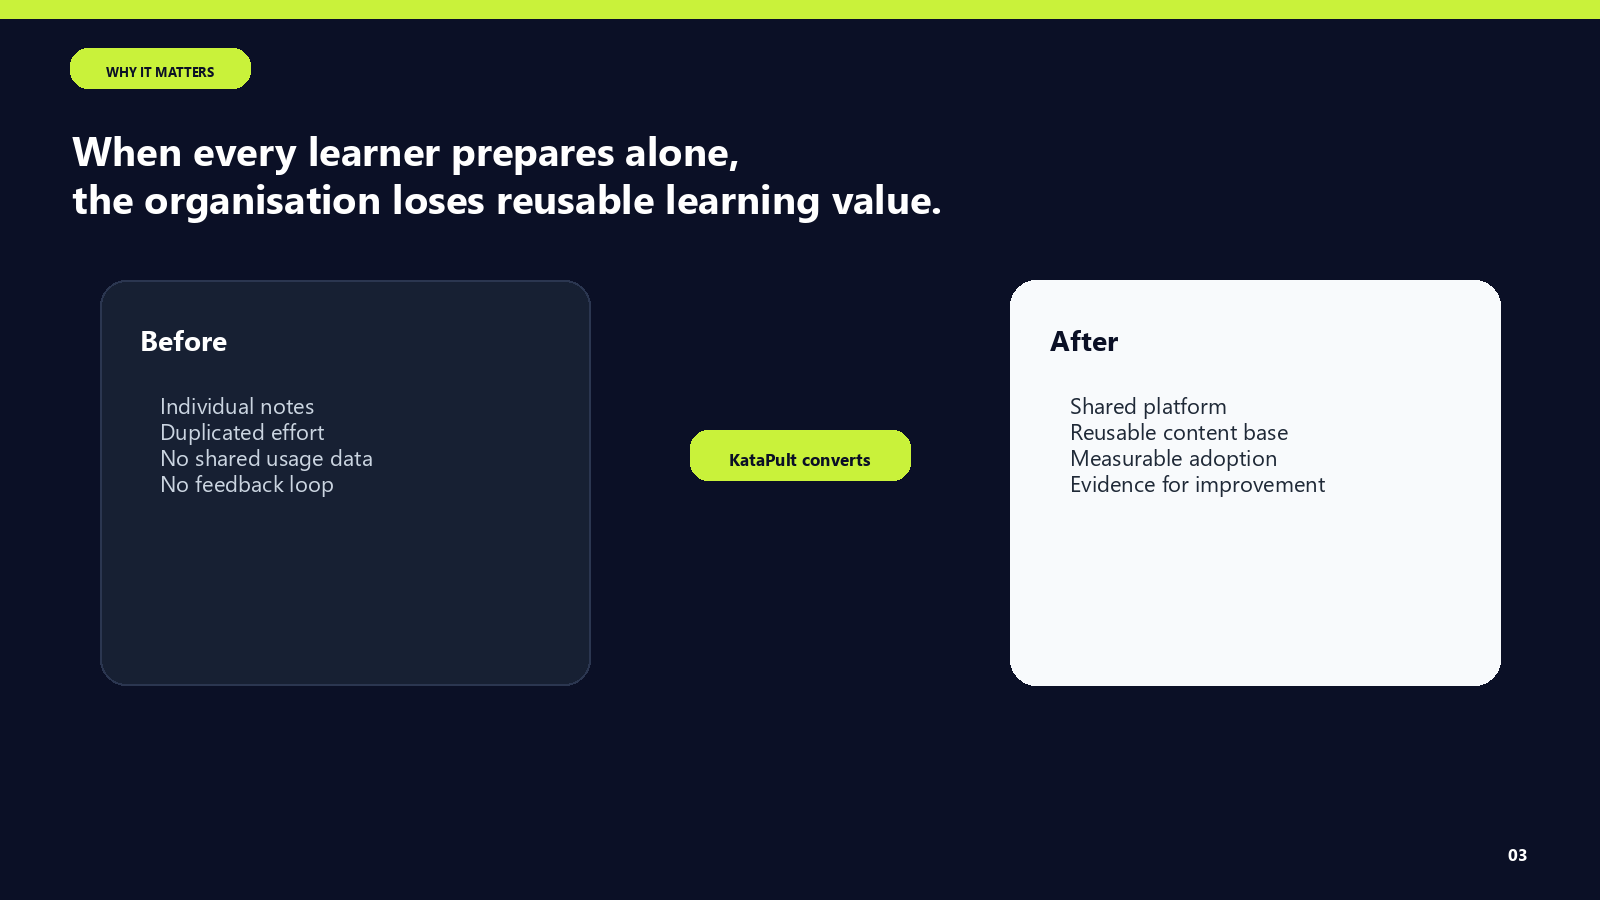 WHY IT MATTERS
When every learner prepares alone,
the organisation loses reusable learning value.
Before
Individual notes
Duplicated effort
No shared usage data
No feedback loop
KataPult converts
After
Shared platform
Reusable content base
Measurable adoption
Evidence for improvement
03